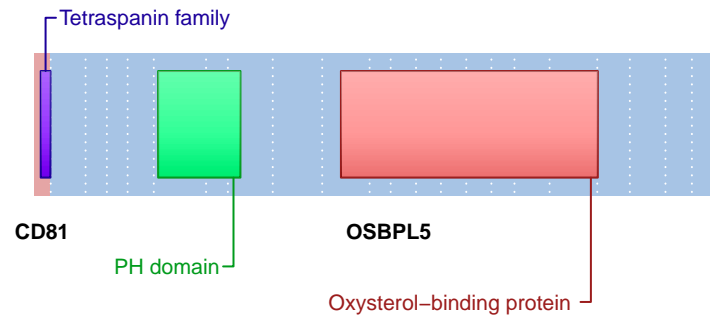 Tetraspanin family
CD81
OSBPL5
PH domain
Oxysterol−binding protein